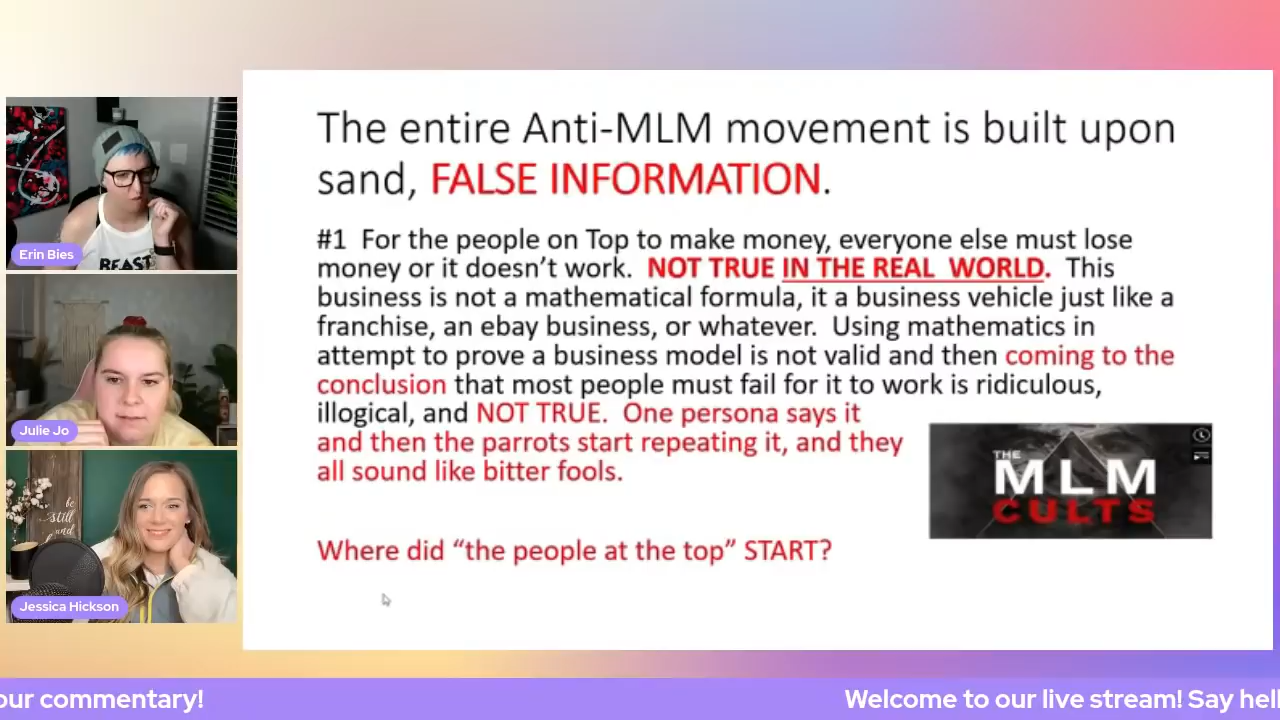 The entire Anti-MLM movement is built upon
sand, FALSE INFORMATION.
#1 For the people on Top to make money, everyone else must lose
money or it doesn’t work. NOT TRUE IN THE REAL WORLD. This
business is not a mathematical formula, it a business vehicle just like a
franchise, an ebay business, or whatever. Using mathematics in
attempt to prove a business model is not valid and then coming to the
conclusion that most people must fail for it to work is ridiculous,
illogical, and NOT TRUE. One persona says it
and then the parrots start repeating it, and they
all sound like bitter fools.
THE
MLM
CULTS
Where did “the people at the top” START?
Erin Bies
BEAST
Julie Jo
be
still
and
Jessica Hickson
our commentary!
Welcome to our live stream! Say hell